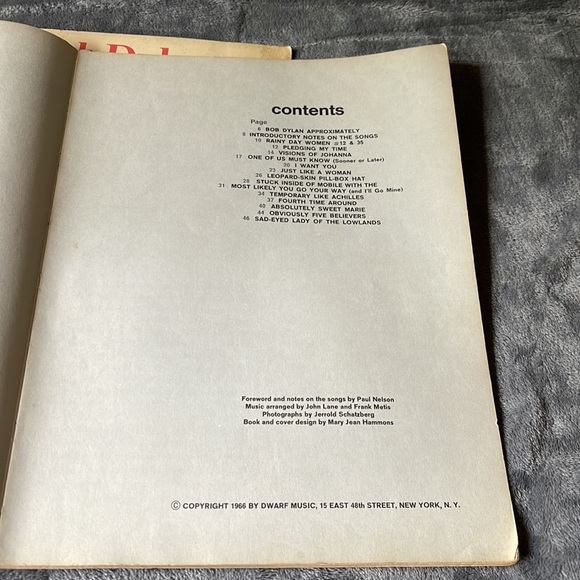 contents
Page
6 BOB DYLAN APPROXIMATELY
8 INTRODUCTORY NOTES ON THE SONGS
10 RAINY DAY WOMEN #12 & 35
12 PLEDGING MY TIME
14 VISIONS OF JOHANNA
17 ONE OF US MUST KNOW (Sooner or Later)
20 I WANT YOU
23 JUST LIKE A WOMAN
26 LEOPARD-SKIN PILL-BOX HAT
28 STUCK INSIDE OF MOBILE WITH THE
31 MOST LIKELY YOU GO YOUR WAY (and I'll Go Mine)
34 TEMPORARY LIKE ACHILLES
37 FOURTH TIME AROUND
40 ABSOLUTELY SWEET MARIE
44 OBVIOUSLY FIVE BELIEVERS
46 SAD-EYED LADY OF THE LOWLANDS
Foreword and notes on the songs by Paul Nelson
Music arranged by John Lane and Frank Metis
Photographs by Jerrold Schatzberg
Book and cover design by Mary Jean Hammons
© COPYRIGHT 1966 BY DWARF MUSIC, 15 EAST 48th STREET, NEW YORK, N. Y.